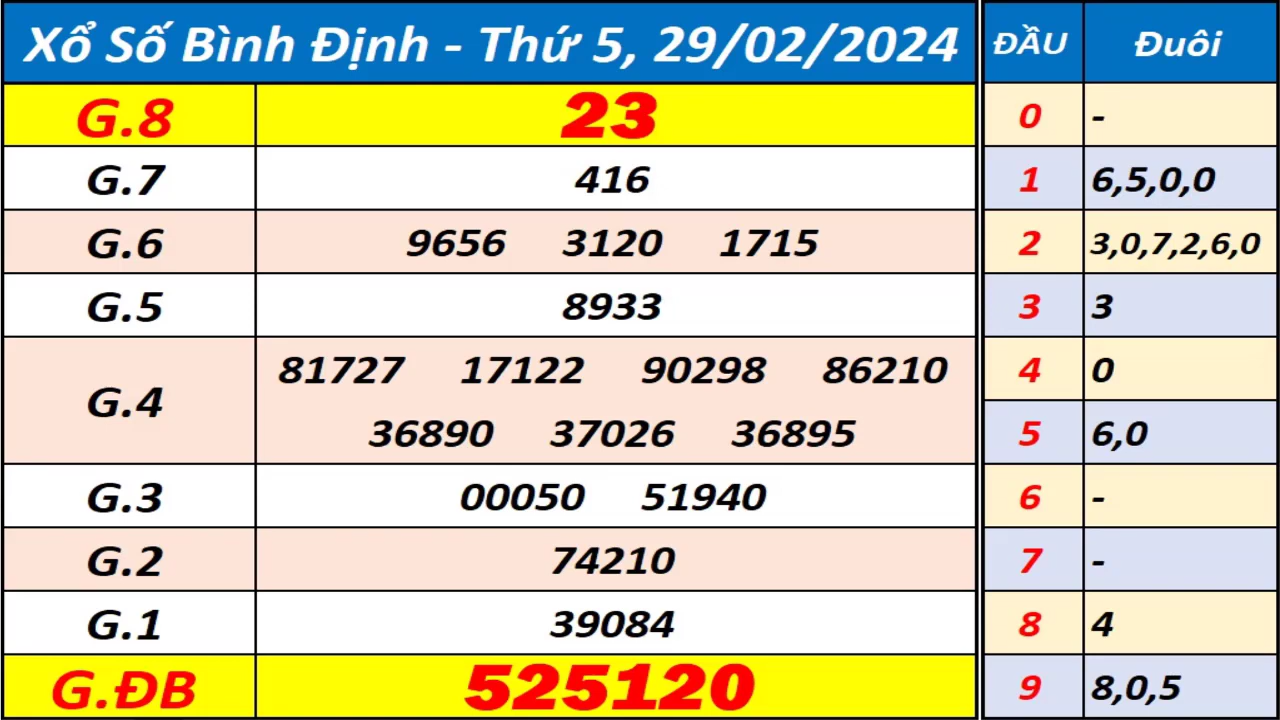 Xổ Số Bình Định - Thứ 5, 29/02/2024
G.8 23
G.7 416
G.6 9656 3120 1715
G.5 8933
G.4 81727 17122 90298 86210
36890 37026 36895
G.3 00050 51940
G.2 74210
G.1 39084
G.ĐB 525120
ĐẦU Đuôi
0 -
1 6,5,0,0
2 3,0,7,2,6,0
3 3
4 0
5 6,0
6 -
7 -
8 4
9 8,0,5